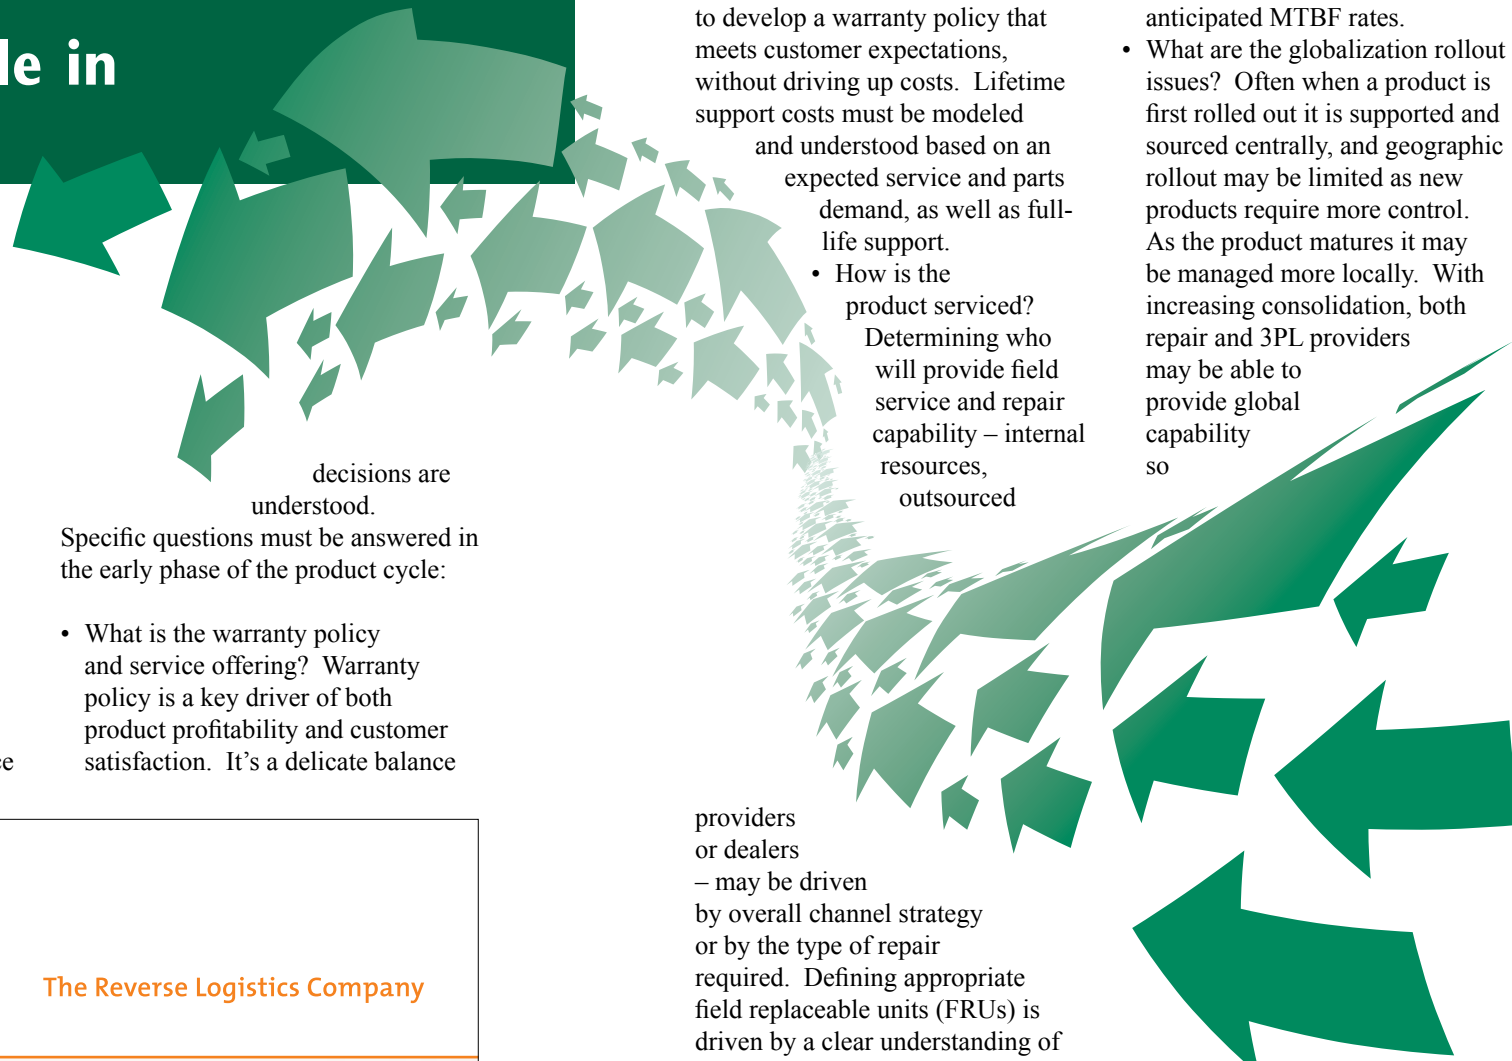 le in
decisions are
understood.
Specific questions must be answered in
the early phase of the product cycle:
• What is the warranty policy
and service offering?  Warranty
policy is a key driver of both
product profitability and customer
satisfaction.  It’s a delicate balance
ce
The Reverse Logistics Company
to develop a warranty policy that
meets customer expectations,
without driving up costs.  Lifetime
support costs must be modeled
and understood based on an
expected service and parts
demand, as well as full-
life support.
• How is the
product serviced?
Determining who
will provide field
service and repair
capability – internal
resources,
outsourced
providers
or dealers
– may be driven
by overall channel strategy
or by the type of repair
required.  Defining appropriate
field replaceable units (FRUs) is
driven by a clear understanding of
anticipated MTBF rates.
• What are the globalization rollout
issues?  Often when a product is
first rolled out it is supported and
sourced centrally, and geographic
rollout may be limited as new
products require more control.
As the product matures it may
be managed more locally.  With
increasing consolidation, both
repair and 3PL providers
may be able to
provide global
capability
so